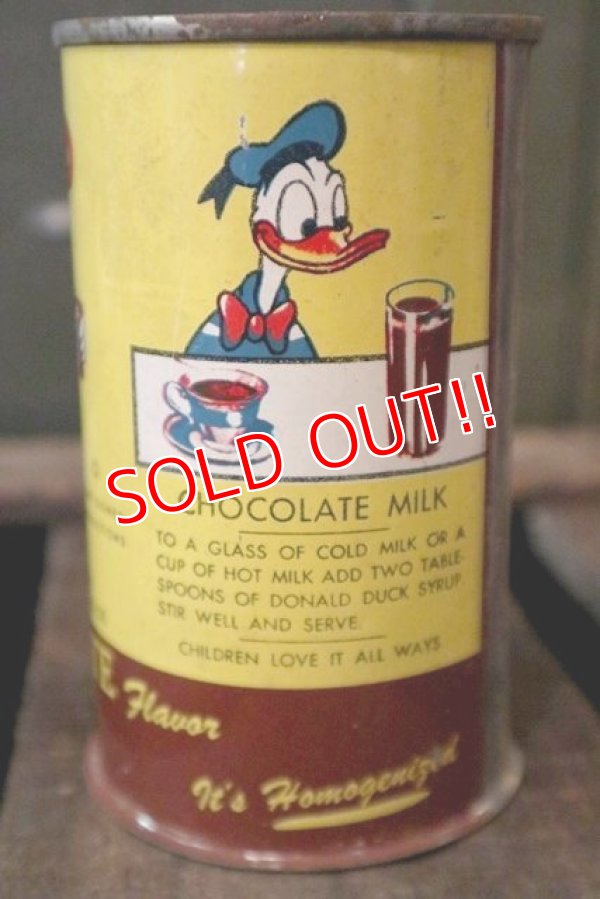 SOLD OUT!!
CHOCOLATE MILK
TO A GLASS OF COLD MILK OR A
CUP OF HOT MILK ADD TWO TABLE-
SPOONS OF DONALD DUCK SYRUP
STIR WELL AND SERVE.
CHILDREN LOVE IT ALL WAYS
TE Flavor
It's Homogenized